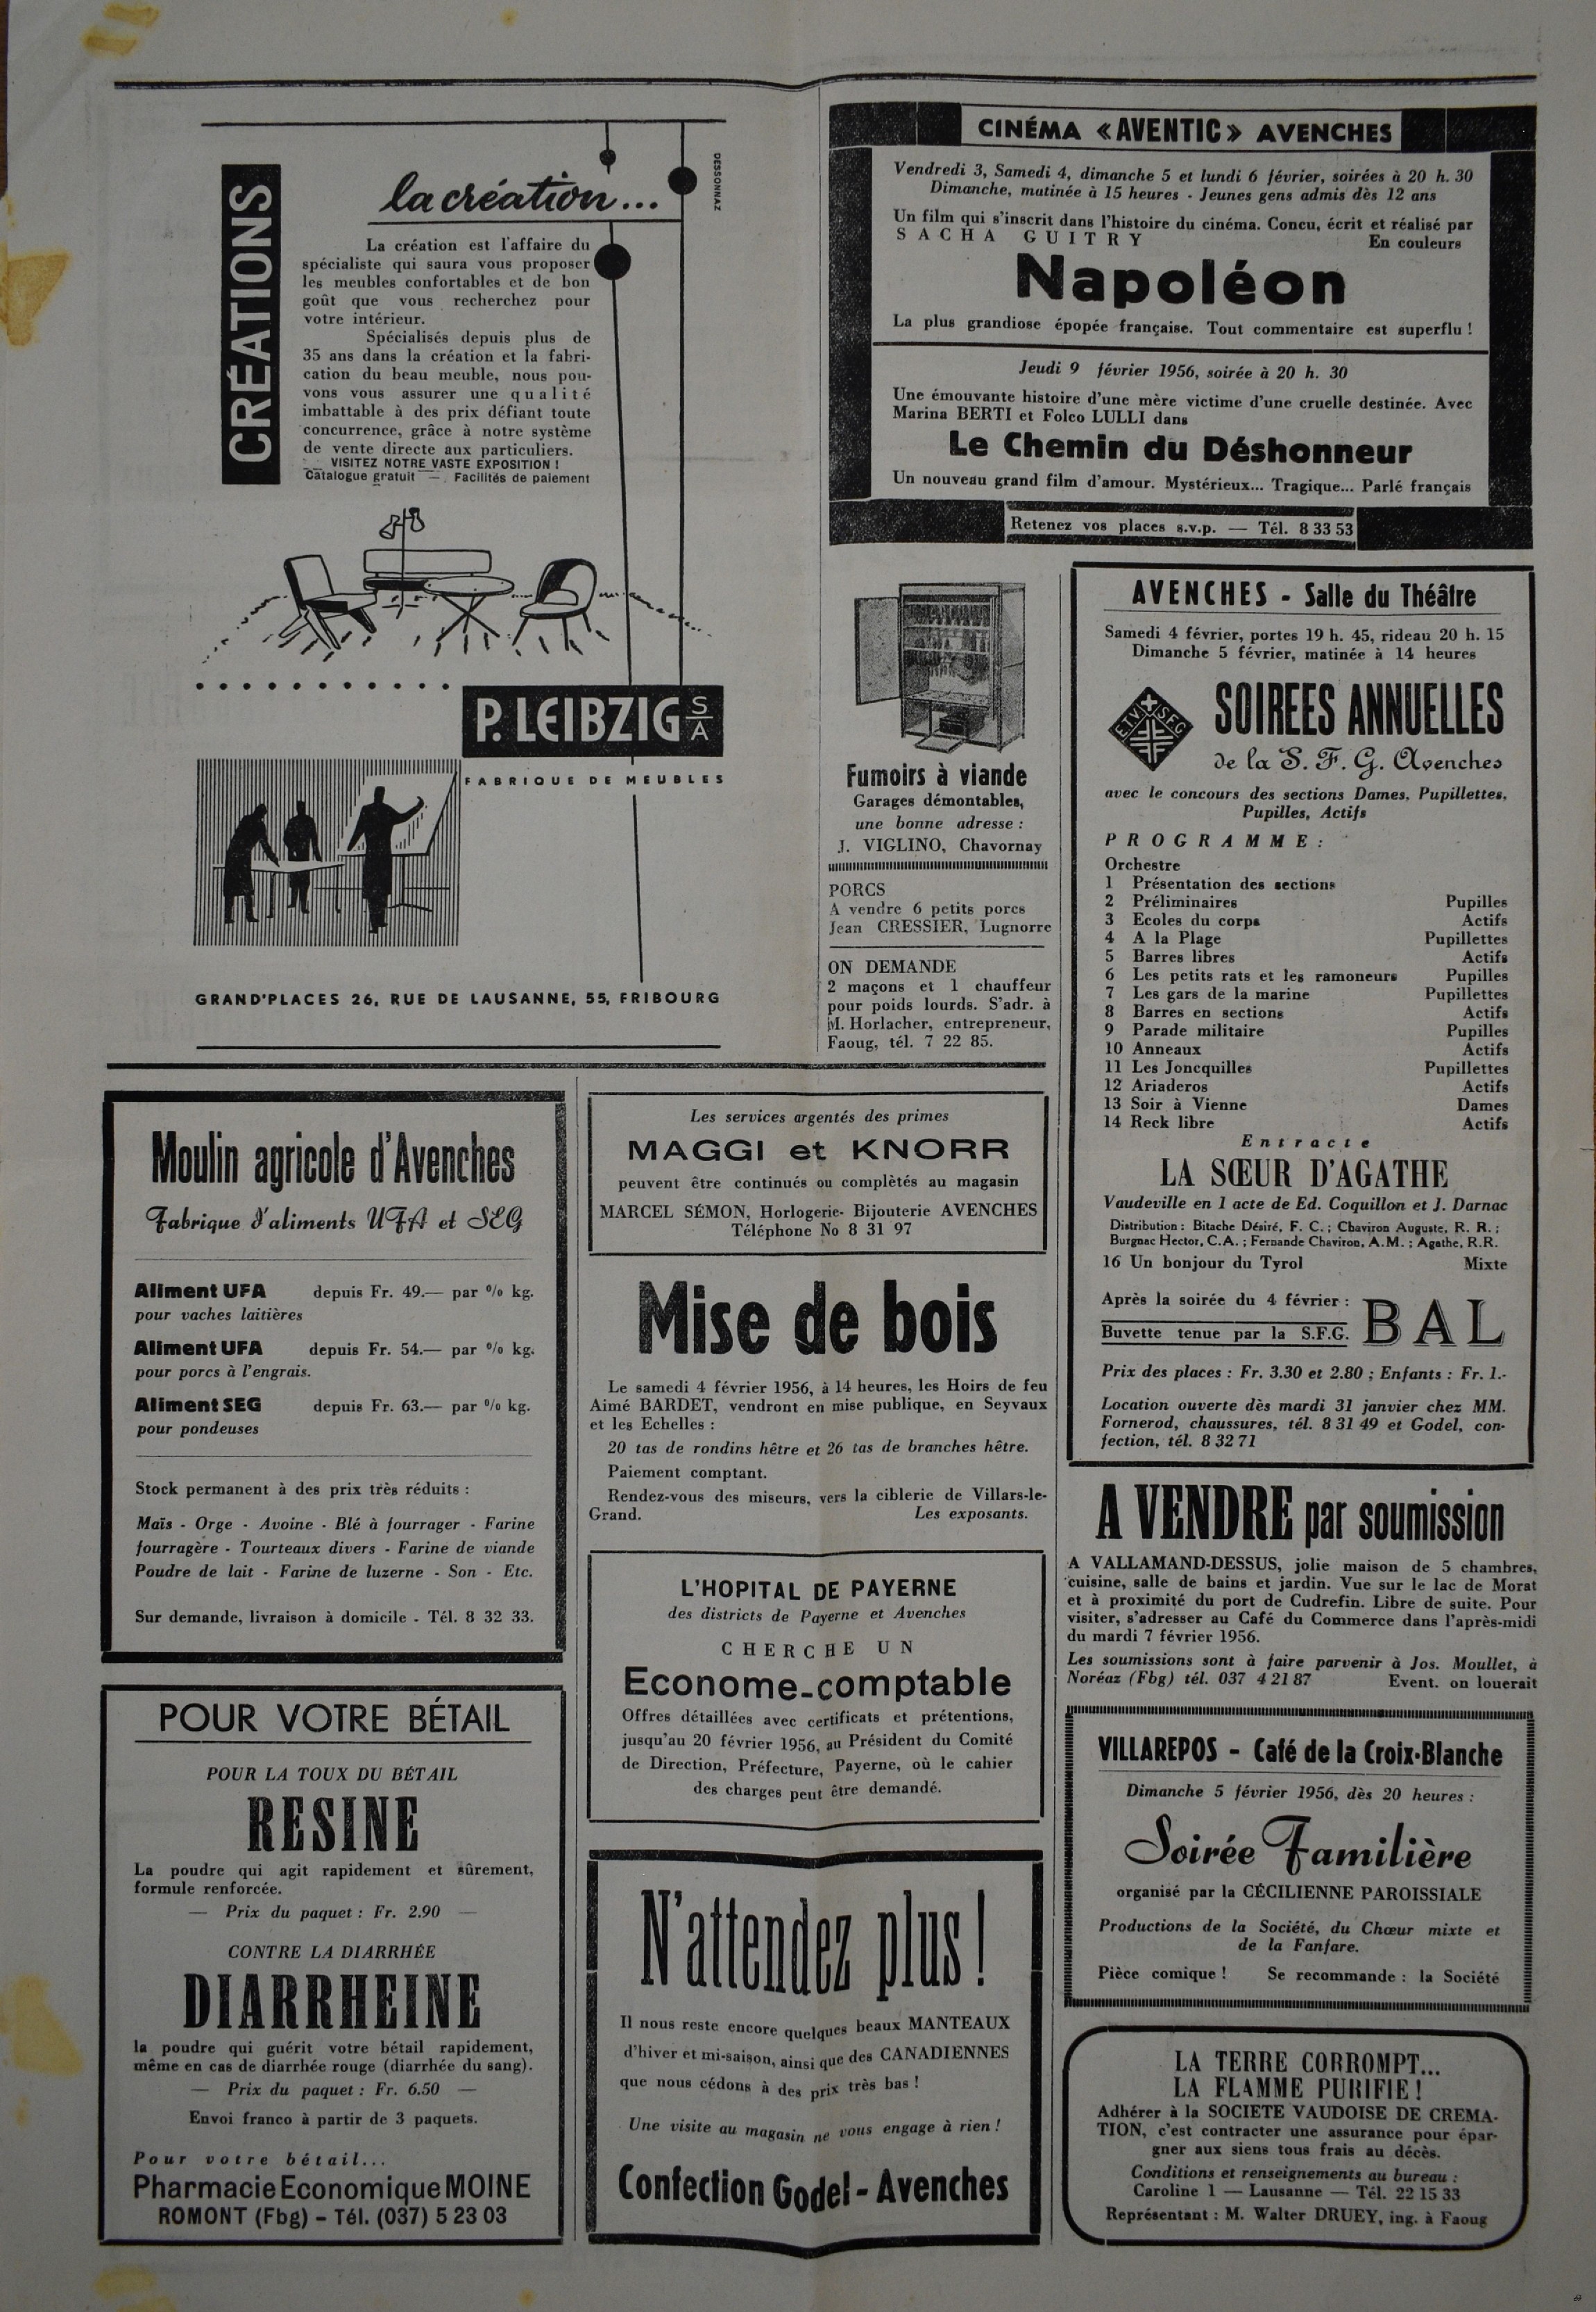 CRÉATIONS
la création...
DESSONNAZ
La création est l'affaire du
spécialiste qui saura vous proposer
les meubles confortables et de bon
goût que vous recherchez pour
votre intérieur.
Spécialisés depuis plus de
35 ans dans la création et la fabri-
cation du beau meuble, nous pou-
vons vous assurer une qualité
imbattable à des prix défiant toute
concurrence, grâce à notre système
de vente directe aux particuliers.
VISITEZ NOTRE VASTE EXPOSITION !
Catalogue gratuit — Facilités de paiement
P. LEIBZIG S/A
FABRIQUE DE MEUBLES
GRAND'PLACES 26, RUE DE LAUSANNE, 55, FRIBOURG
CINÉMA «AVENTIC» AVENCHES
Vendredi 3, Samedi 4, dimanche 5 et lundi 6 février, soirées à 20 h. 30
Dimanche, matinée à 15 heures - Jeunes gens admis dès 12 ans
Un film qui s'inscrit dans l'histoire du cinéma. Concu, écrit et réalisé par
SACHA GUITRY En couleurs
Napoléon
La plus grandiose épopée française. Tout commentaire est superflu !
Jeudi 9 février 1956, soirée à 20 h. 30
Une émouvante histoire d'une mère victime d'une cruelle destinée. Avec
Marina BERTI et Folco LULLI dans
Le Chemin du Déshonneur
Un nouveau grand film d'amour. Mystérieux... Tragique... Parlé français
Retenez vos places s.v.p. — Tél. 8 33 53
Fumoirs à viande
Garages démontables,
une bonne adresse :
J. VIGLINO, Chavornay
PORCS
A vendre 6 petits porcs
Jean CRESSIER, Lugnorre
ON DEMANDE
2 maçons et 1 chauffeur
pour poids lourds. S'adr. à
M. Horlacher, entrepreneur,
Faoug, tél. 7 22 85.
AVENCHES - Salle du Théâtre
Samedi 4 février, portes 19 h. 45, rideau 20 h. 15
Dimanche 5 février, matinée à 14 heures
E.T.V. S.F.G
SOIREES ANNUELLES
de la S. F. G. Avenches
avec le concours des sections Dames, Pupillettes,
Pupilles, Actifs
PROGRAMME :
Orchestre
1 Présentation des sections
2 Préliminaires Pupilles
3 Ecoles du corps Actifs
4 A la Plage Pupillettes
5 Barres libres Actifs
6 Les petits rats et les ramoneurs Pupilles
7 Les gars de la marine Pupillettes
8 Barres en sections Actifs
9 Parade militaire Pupilles
10 Anneaux Actifs
11 Les Joncquilles Pupillettes
12 Ariaderos Actifs
13 Soir à Vienne Dames
14 Reck libre Actifs
Entracte
LA SŒUR D'AGATHE
Vaudeville en 1 acte de Ed. Coquillon et J. Darnac
Distribution : Bitache Désiré, F. C. ; Chaviron Auguste, R. R. ;
Burgnac Hector, C.A. ; Fernande Chaviron, A.M. ; Agathe, R.R.
16 Un bonjour du Tyrol Mixte
Après la soirée du 4 février : BAL
Buvette tenue par la S.F.G.
Prix des places : Fr. 3.30 et 2.80 ; Enfants : Fr. 1.-
Location ouverte dès mardi 31 janvier chez MM.
Fornerod, chaussures, tél. 8 31 49 et Godel, con-
fection, tél. 8 32 71
Moulin agricole d'Avenches
Fabrique d'aliments UFA et SEG
Aliment UFA depuis Fr. 49.— par % kg.
pour vaches laitières
Aliment UFA depuis Fr. 54.— par % kg.
pour porcs à l'engrais.
Aliment SEG depuis Fr. 63.— par % kg.
pour pondeuses
Stock permanent à des prix très réduits :
Maïs - Orge - Avoine - Blé à fourrager - Farine
fourragère - Tourteaux divers - Farine de viande
Poudre de lait - Farine de luzerne - Son - Etc.
Sur demande, livraison à domicile - Tél. 8 32 33.
POUR VOTRE BÉTAIL
POUR LA TOUX DU BÉTAIL
RESINE
La poudre qui agit rapidement et sûrement,
formule renforcée.
— Prix du paquet : Fr. 2.90 —
CONTRE LA DIARRHÉE
DIARRHEINE
la poudre qui guérit votre bétail rapidement,
même en cas de diarrhée rouge (diarrhée du sang).
— Prix du paquet : Fr. 6.50 —
Envoi franco à partir de 3 paquets.
Pour votre bétail...
Pharmacie Economique MOINE
ROMONT (Fbg) - Tél. (037) 5 23 03
Les services argentés des primes
MAGGI et KNORR
peuvent être continués ou complètés au magasin
MARCEL SÉMON, Horlogerie- Bijouterie AVENCHES
Téléphone No 8 31 97
Mise de bois
Le samedi 4 février 1956, à 14 heures, les Hoirs de feu
Aimé BARDET, vendront en mise publique, en Seyvaux
et les Echelles :
20 tas de rondins hêtre et 26 tas de branches hêtre.
Paiement comptant.
Rendez-vous des miseurs, vers la ciblerie de Villars-le-
Grand. Les exposants.
L'HOPITAL DE PAYERNE
des districts de Payerne et Avenches
CHERCHE UN
Econome-comptable
Offres détaillées avec certificats et prétentions,
jusqu'au 20 février 1956, au Président du Comité
de Direction, Préfecture, Payerne, où le cahier
des charges peut être demandé.
N'attendez plus !
Il nous reste encore quelques beaux MANTEAUX
d'hiver et mi-saison, ainsi que des CANADIENNES
que nous cédons à des prix très bas !
Une visite au magasin ne vous engage à rien !
Confection Godel - Avenches
A VENDRE par soumission
A VALLAMAND-DESSUS, jolie maison de 5 chambres,
cuisine, salle de bains et jardin. Vue sur le lac de Morat
et à proximité du port de Cudrefin. Libre de suite. Pour
visiter, s'adresser au Café du Commerce dans l'après-midi
du mardi 7 février 1956.
Les soumissions sont à faire parvenir à Jos. Moullet, à
Noréaz (Fbg) tél. 037 4 21 87 Event. on louerait
VILLAREPOS - Café de la Croix-Blanche
Dimanche 5 février 1956, dès 20 heures :
Soirée Familière
organisé par la CÉCILIENNE PAROISSIALE
Productions de la Société, du Chœur mixte et
de la Fanfare.
Pièce comique ! Se recommande : la Société
LA TERRE CORROMPT...
LA FLAMME PURIFIE !
Adhérer à la SOCIETE VAUDOISE DE CREMA-
TION, c'est contracter une assurance pour épar-
gner aux siens tous frais au décès.
Conditions et renseignements au bureau :
Caroline 1 — Lausanne — Tél. 22 15 33
Représentant : M. Walter DRUEY, ing. à Faoug